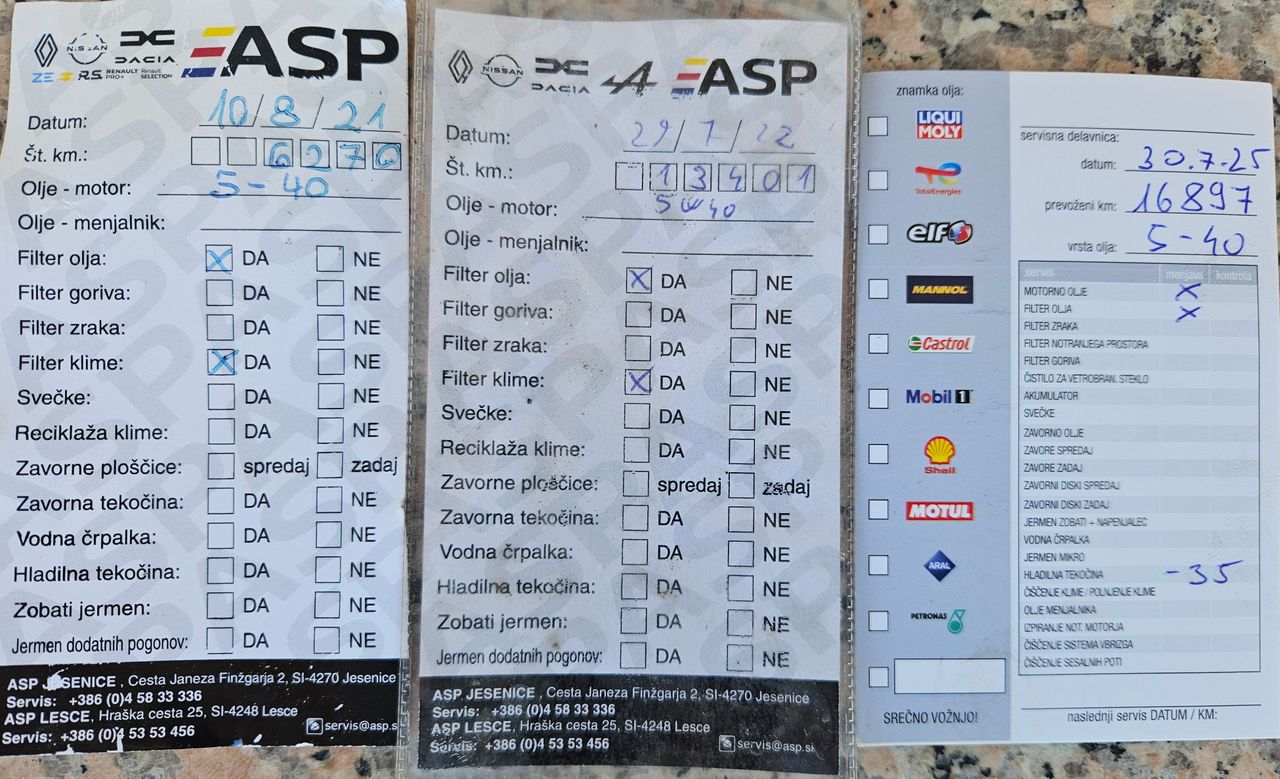 NISSAN
DACIA
ASP
ZE R.S. RENAULT PRO+ Renault SELECTION
Datum: 10/8/21
Št. km.: 6270
Olje - motor: 5-40
Olje - menjalnik:
Filter olja: X DA NE
Filter goriva: DA NE
Filter zraka: DA NE
Filter klime: X DA NE
Svečke: DA NE
Reciklaža klime: DA NE
Zavorne ploščice: spredaj zadaj
Zavorna tekočina: DA NE
Vodna črpalka: DA NE
Hladilna tekočina: DA NE
Zobati jermen: DA NE
Jermen dodatnih pogonov: DA NE
ASP JESENICE, Cesta Janeza Finžgarja 2, SI-4270 Jesenice
Servis: +386 (0)4 58 33 336
ASP LESCE, Hraška cesta 25, SI-4248 Lesce
Servis: +386 (0)4 53 53 456 servis@asp.si
NISSAN
DACIA
ASP
Datum: 29/7/22
Št. km.: 13401
Olje - motor: 5W40
Olje - menjalnik:
Filter olja: X DA NE
Filter goriva: DA NE
Filter zraka: DA NE
Filter klime: X DA NE
Svečke: DA NE
Reciklaža klime: DA NE
Zavorne ploščice: spredaj zadaj
Zavorna tekočina: DA NE
Vodna črpalka: DA NE
Hladilna tekočina: DA NE
Zobati jermen: DA NE
Jermen dodatnih pogonov: DA NE
ASP JESENICE, Cesta Janeza Finžgarja 2, SI-4270 Jesenice
Servis: +386 (0)4 58 33 336
ASP LESCE, Hraška cesta 25, SI-4248 Lesce
Servis: +386 (0)4 53 53 456 servis@asp.si
znamka olja:
LIQUI MOLY
TotalEnergies
elf
MANNOL
Castrol
Mobil 1
Shell
MOTUL
ARAL
PETRONAS
SREČNO VOŽNJO!
servisna delavnica:
datum: 30.7.25
prevoženi km: 16897
vrsta olja: 5-40
servis menjava kontrola
MOTORNO OLJE X
FILTER OLJA X
FILTER ZRAKA
FILTER NOTRANJEGA PROSTORA
FILTER GORIVA
ČISTILO ZA VETROBRAN. STEKLO
AKUMULATOR
SVEČKE
ZAVORNO OLJE
ZAVORE SPREDAJ
ZAVORE ZADAJ
ZAVORNI DISKI SPREDAJ
ZAVORNI DISKI ZADAJ
JERMEN ZOBATI + NAPENJALEC
VODNA ČRPALKA
JERMEN MIKRO
HLADILNA TEKOČINA -35
ČIŠČENJE KLIME / POLNJENJE KLIME
OLJE MENJALNIKA
IZPIRANJE NOT. MOTORJA
ČIŠČENJE SISTEMA VBRIZGA
ČIŠČENJE SESALNIH POTI
naslednji servis DATUM / KM: